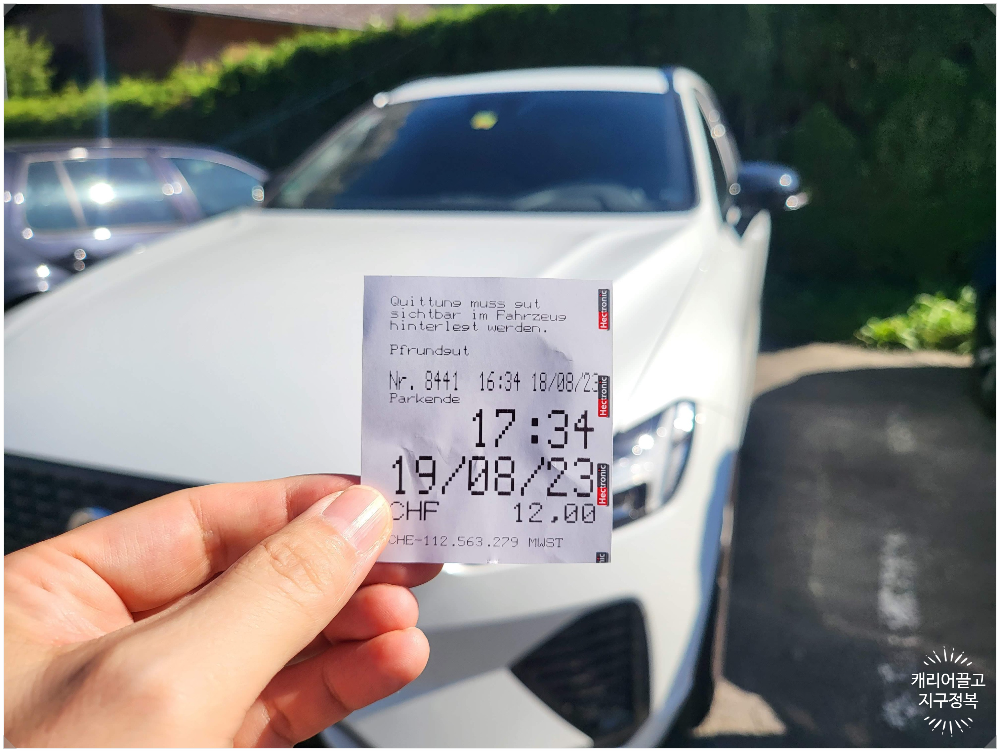 Quittung muss gut
sichtbar im Fahrzeug
hinterlegt werden.
Pfrundgut
Nr. 8441 16:34 18/08/23
Parkende
17:34
19/08/23
CHF 12,00
CHE-112.563.279 MWST
Hectronic
Hectronic
Hectronic
nic
캐리어끌고
지구정복